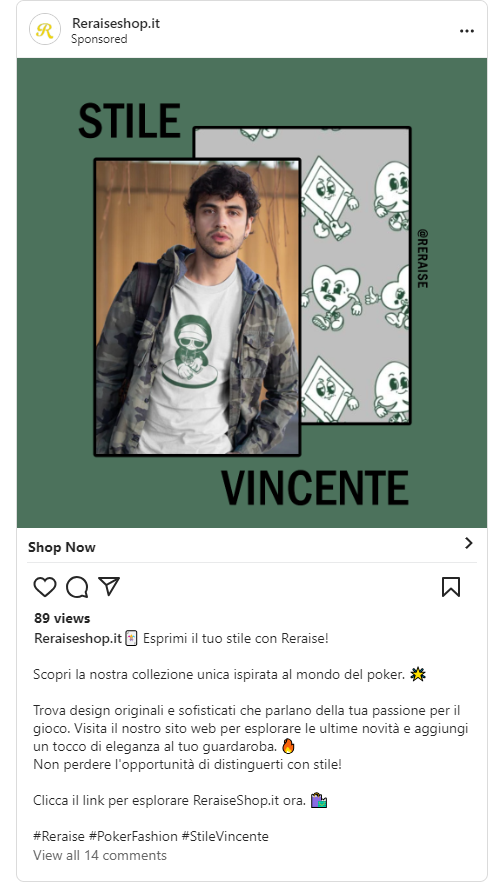 Reraiseshop.it
Sponsored
STILE
@RERAISE
VINCENTE
Shop Now
89 views
Reraiseshop.it🃏 Esprimi il tuo stile con Reraise!
Scopri la nostra collezione unica ispirata al mondo del poker. 🌟
Trova design originali e sofisticati che parlano della tua passione per il
gioco. Visita il nostro sito web per esplorare le ultime novità e aggiungi
un tocco di eleganza al tuo guardaroba. 🔥
Non perdere l'opportunità di distinguerti con stile!
Clicca il link per esplorare ReraiseShop.it ora. 🛍️
#Reraise #PokerFashion #StileVincente
View all 14 comments